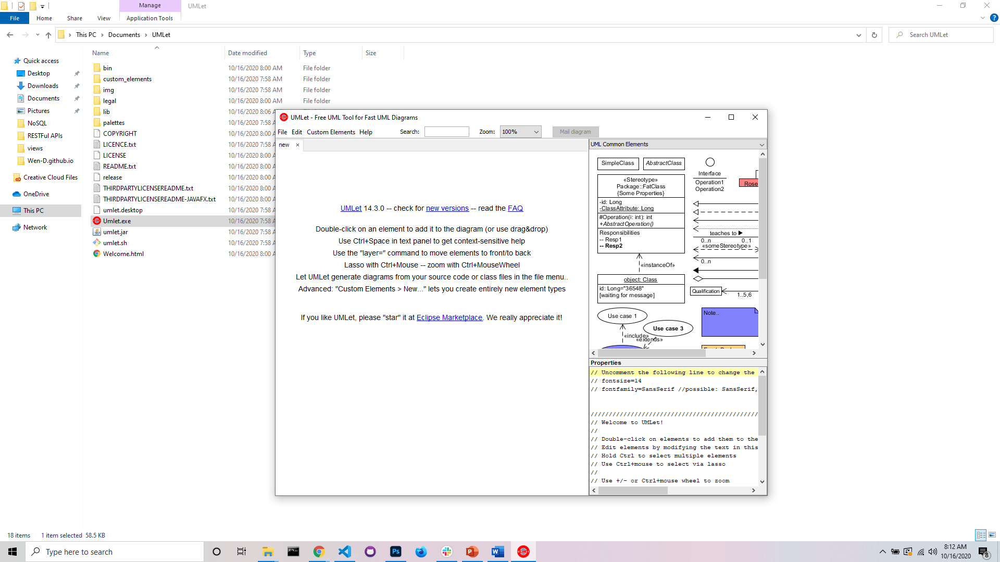 Manage
UMLet
File
Home
Share
View
Application Tools
This PC
Documents
UMLet
Search UMLet
Name
Date modified
Type
Size
Quick access
Desktop
Downloads
Documents
Pictures
NoSQL
RESTFul APIs
views
Wen-D.github.io
Creative Cloud Files
OneDrive
This PC
Network
bin 10/16/2020 8:00 AM File folder
custom_elements 10/16/2020 7:58 AM File folder
img 10/16/2020 7:58 AM File folder
legal 10/16/2020 8:00 AM File folder
lib 10/16/2020 8:06
palettes 10/16/2020 7:58
COPYRIGHT 10/16/2020 8:00
LICENCE.txt 10/16/2020 7:58
LICENSE 10/16/2020 8:00
README.txt 10/16/2020 8:00
release 10/16/2020 8:00
THIRDPARTYLICENSEREADME.txt 10/16/2020 8:00
THIRDPARTYLICENSEREADME-JAVAFX.txt 10/16/2020 8:00
umlet.desktop 10/16/2020 7:58
Umlet.exe 10/16/2020 7:58
umlet.jar 10/16/2020 7:58
umlet.sh 10/16/2020 7:58
Welcome.html 10/16/2020 8:00
UMLet - Free UML Tool for Fast UML Diagrams
File Edit Custom Elements Help Search: Zoom: 100% Mail diagram
new
UMLet 14.3.0 -- check for new versions -- read the FAQ
Double-click on an element to add it to the diagram (or use drag&drop)
Use Ctrl+Space in text panel to get context-sensitive help
Use the "layer=" command to move elements to front/to back
Lasso with Ctrl+Mouse -- zoom with Ctrl+MouseWheel
Let UMLet generate diagrams from your source code or class files in the file menu..
Advanced: "Custom Elements > New..." lets you create entirely new element types
If you like UMLet, please "star" it at Eclipse Marketplace. We really appreciate it!
UML Common Elements
SimpleClass
AbstractClass
«Stereotype»
Package::FatClass
{Some Properties}
-id: Long
-ClassAttribute: Long
#Operation(i: int): int
+AbstractOperation()
Responsibilities
-- Resp1
-- Resp2
«instanceOf»
object: Class
id: Long="36548"
[waiting for message]
Use case 1
Use case 3
«include»
«extends»
Interface
Operation1
Operation2
Rose
teaches to
0..n 0..1
«someStereotype»
0..n
Qualification
1..5,6
Note..
Properties
// Uncomment the following line to change the
// fontsize=14
// fontfamily=SansSerif //possible: SansSerif,
//////////////////////////////////////////////
// Welcome to UMLet!
//
// Double-click on elements to add them to the
// Edit elements by modifying the text in this
// Hold Ctrl to select multiple elements
// Use Ctrl+mouse to select via lasso
//
// Use +/- or Ctrl+mouse wheel to zoom
18 items
1 item selected 58.5 KB
Type here to search
8:12 AM
10/16/2020
8